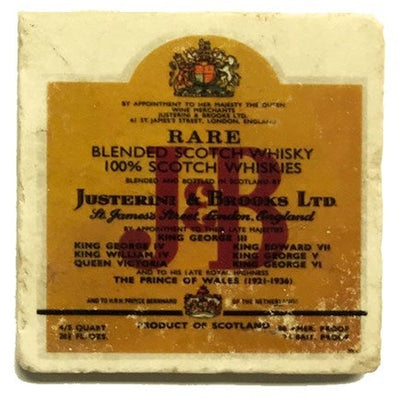 BY APPOINTMENT TO HER MAJESTY THE QUEEN
WINE MERCHANTS
JUSTERINI & BROOKS LTD.
61 ST. JAMES'S STREET, LONDON, ENGLAND
RARE
BLENDED SCOTCH WHISKY
100% SCOTCH WHISKIES
BLENDED AND BOTTLED IN SCOTLAND BY
JUSTERINI & BROOKS LTD.
St. James's Street, London, England
BY APPOINTMENT TO THEIR LATE MAJESTIES
KING GEORGE III
KING GEORGE IV KING EDWARD VII
KING WILLIAM IV KING GEORGE V
QUEEN VICTORIA KING GEORGE VI
AND TO HIS LATE ROYAL HIGHNESS
THE PRINCE OF WALES (1921-1936)
AND TO H.R.H. PRINCE BERNHARD OF THE NETHERLANDS
J B
PRODUCT OF SCOTLAND
4/5 QUART PROOF
FL. OZS. PROOF